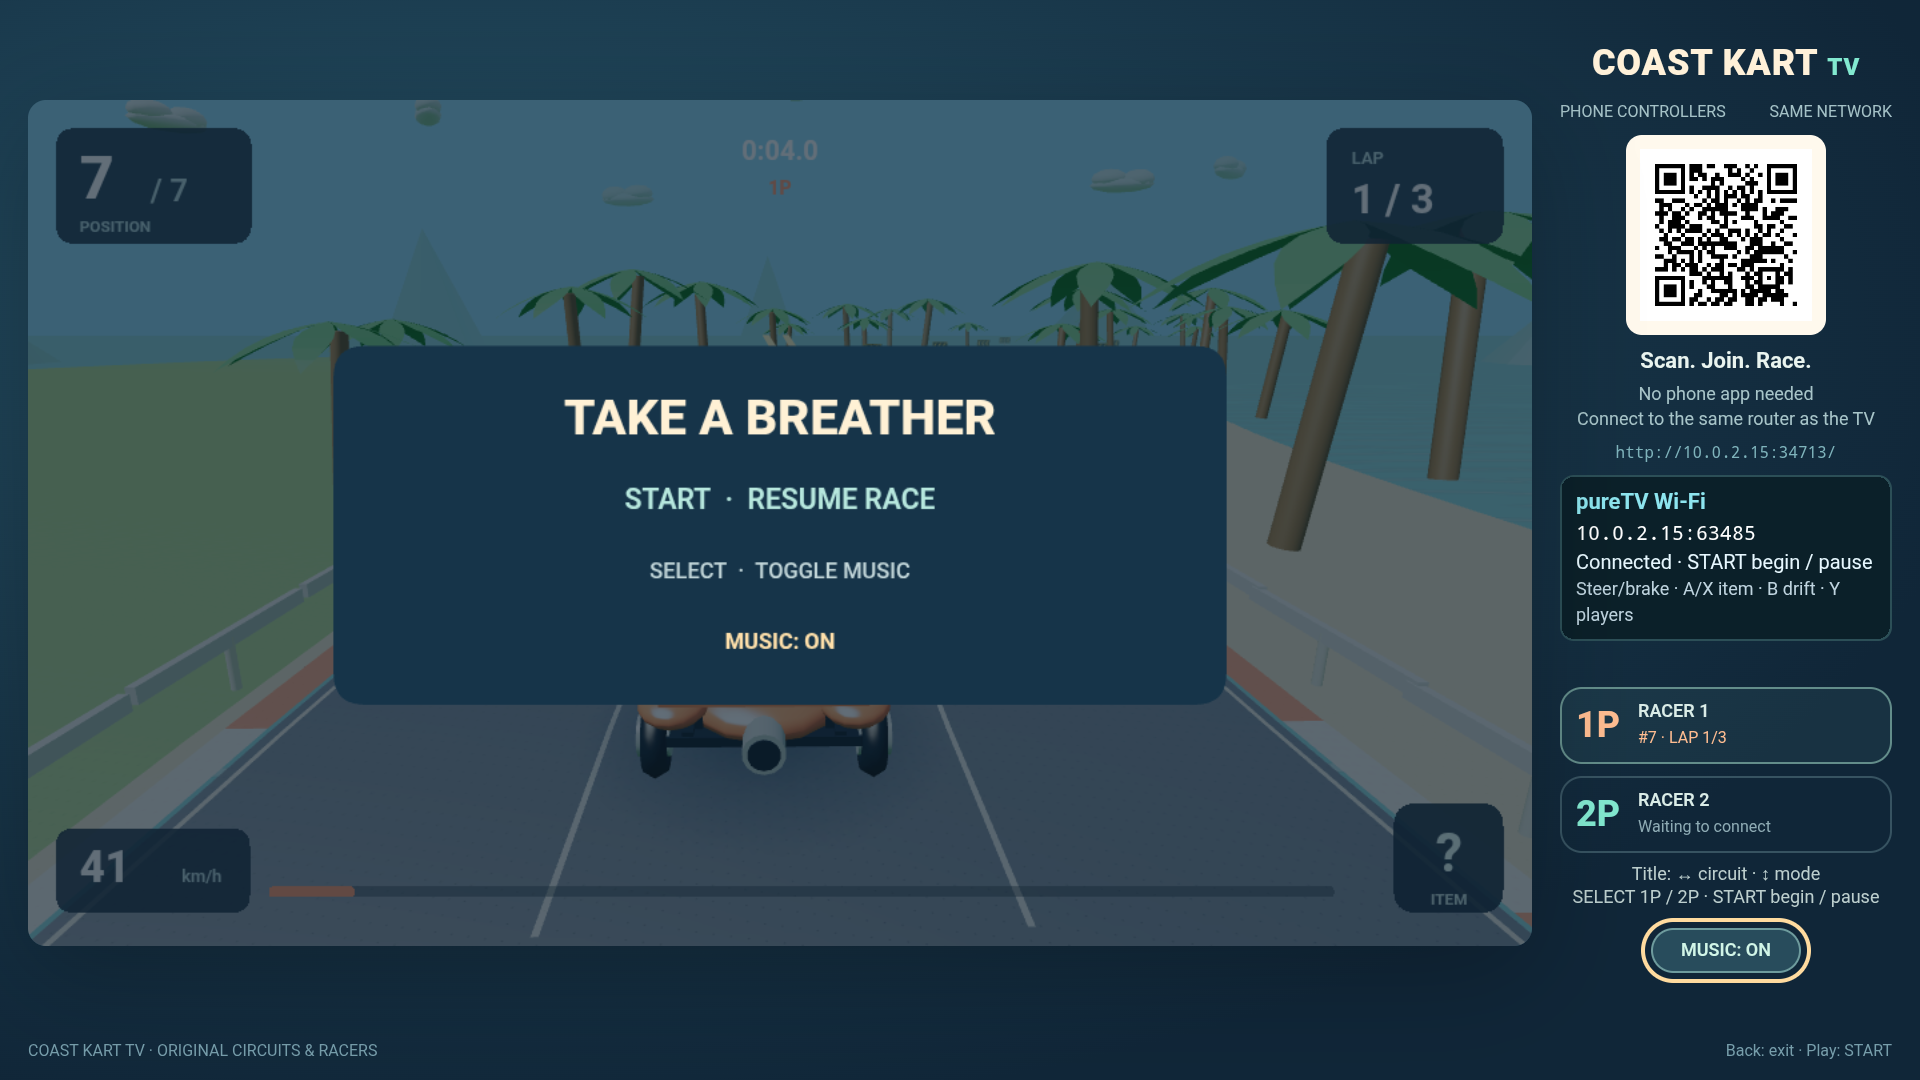 COAST KART TV
PHONE CONTROLLERS SAME NETWORK
7 / 7
POSITION
0:04.0
1P
LAP
1 / 3
TAKE A BREATHER
START · RESUME RACE
SELECT · TOGGLE MUSIC
MUSIC: ON
41 km/h
?
ITEM
Scan. Join. Race.
No phone app needed
Connect to the same router as the TV
http://10.0.2.15:34713/
pureTV Wi-Fi
10.0.2.15:63485
Connected · START begin / pause
Steer/brake · A/X item · B drift · Y
players
1P RACER 1
#7 · LAP 1/3
2P RACER 2
Waiting to connect
Title: ↔ circuit · ↕ mode
SELECT 1P / 2P · START begin / pause
MUSIC: ON
COAST KART TV · ORIGINAL CIRCUITS & RACERS
Back: exit · Play: START